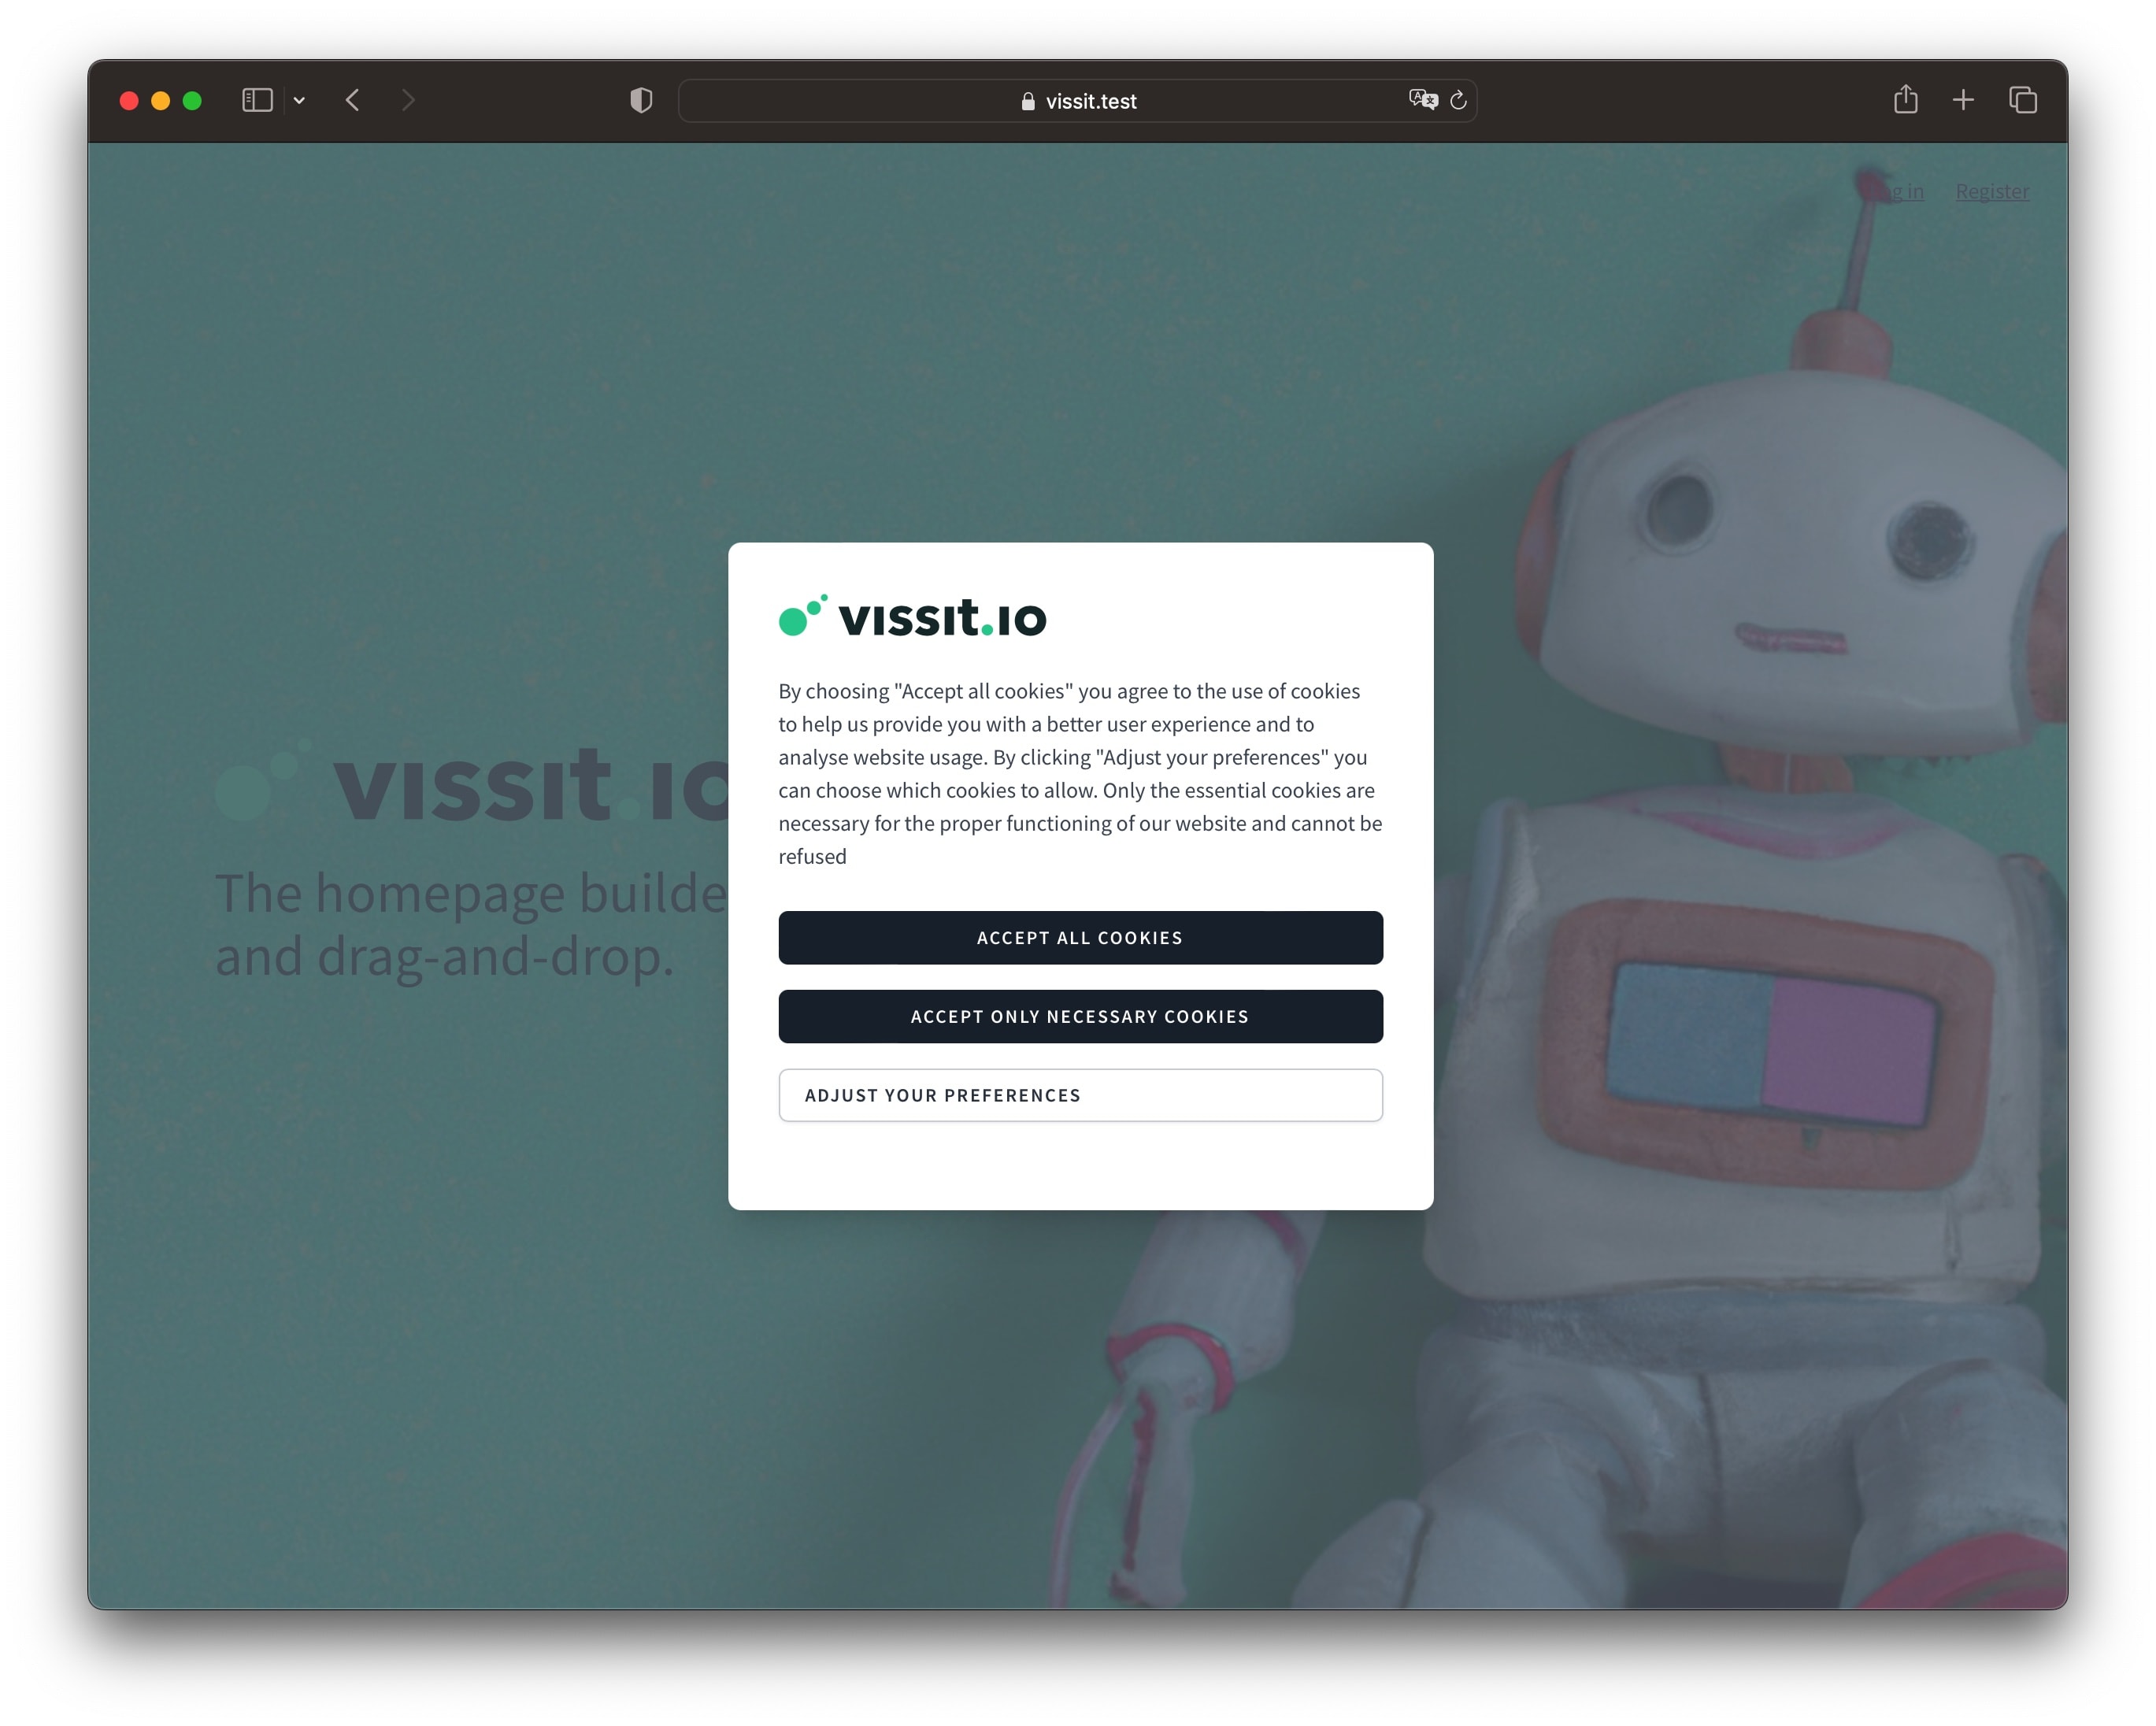 vissit.test
g in Register
vissit.io
By choosing "Accept all cookies" you agree to the use of cookies
to help us provide you with a better user experience and to
analyse website usage. By clicking "Adjust your preferences" you
can choose which cookies to allow. Only the essential cookies are
necessary for the proper functioning of our website and cannot be
refused
ACCEPT ALL COOKIES
ACCEPT ONLY NECESSARY COOKIES
ADJUST YOUR PREFERENCES
vissit.io
The homepage builde
and drag-and-drop.